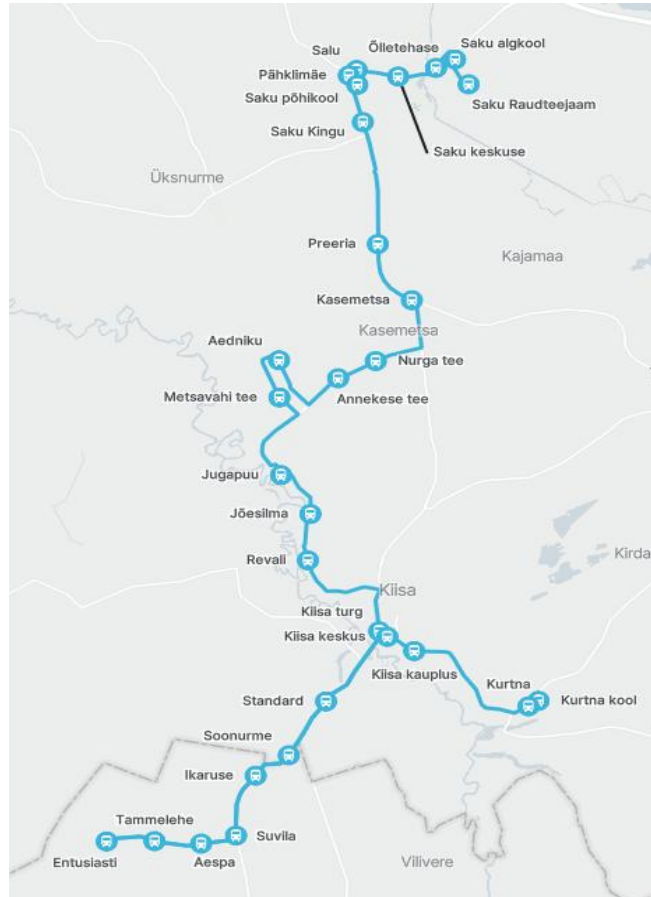 Saku algkool
Õlletehase
Salu
Pähklimäe
Saku põhikool
Saku Raudteejaam
Saku Kingu
Saku keskuse
Üksnurme
Preeria
Kajamaa
Kasemetsa
Kasemetsa
Aedniku
Nurga tee
Metsavahi tee
Annekese tee
Jugapuu
Jõesilma
Revali
Kirda
Kiisa
Kiisa turg
Kiisa keskus
Kiisa kauplus
Kurtna
Kurtna kool
Standard
Soonurme
Ikaruse
Tammelehe
Suvila
Entusiasti
Aespa
Vilivere